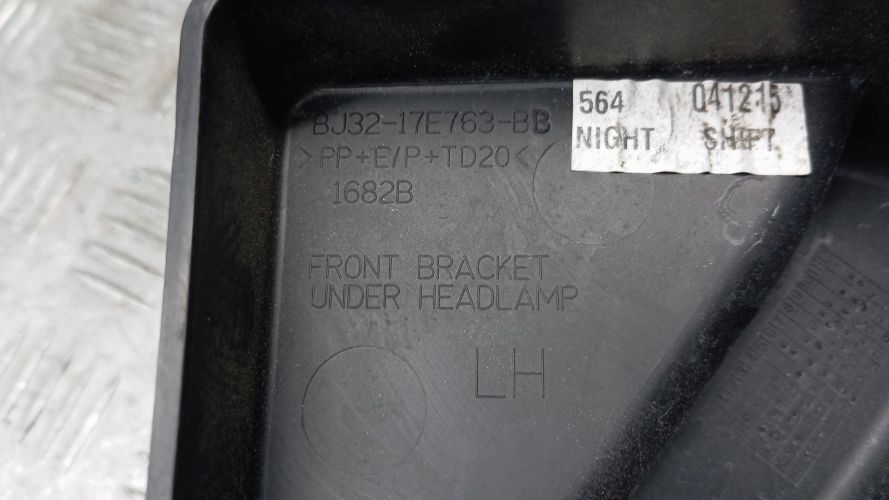 BJ32-17E763-BB
>PP+E/P+TD20<
1682B
564 041215
NIGHT SHIFT
FRONT BRACKET
UNDER HEADLAMP
LH